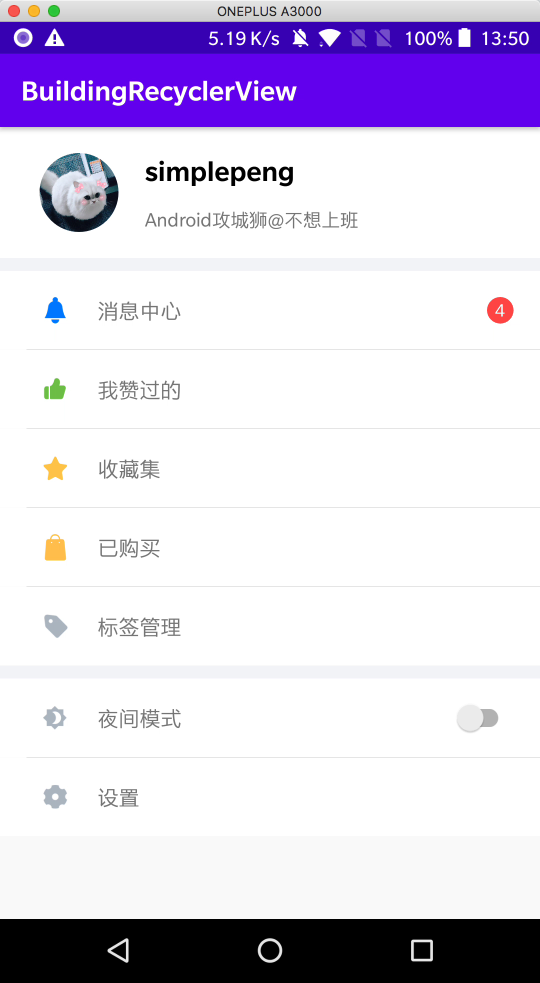 ONEPLUS A3000
5.19 K/s 100% 13:50
BuildingRecyclerView
simplepeng
Android攻城狮@不想上班
消息中心 4
我赞过的
收藏集
已购买
标签管理
夜间模式
设置